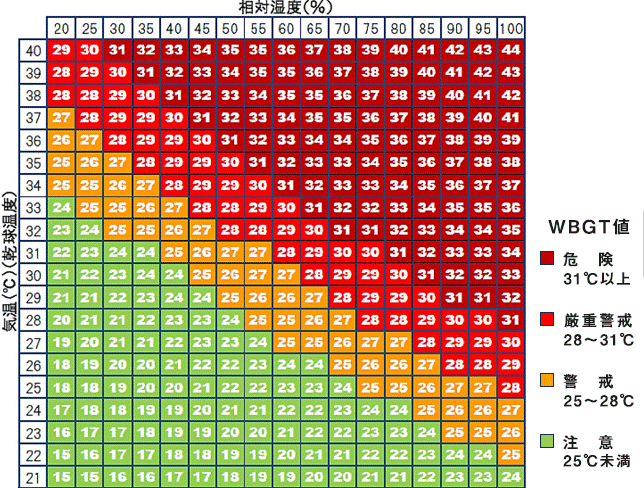 相対湿度(%)
20 25 30 35 40 45 50 55 60 65 70 75 80 85 90 95 100
40 29 30 31 32 33 34 35 35 36 37 38 39 40 41 42 43 44
39 28 29 30 31 32 33 34 35 35 36 37 38 39 40 41 42 43
38 28 28 29 30 31 32 33 34 35 35 36 37 38 39 40 41 42
37 27 28 29 29 30 31 32 33 34 35 35 36 37 38 39 40 41
36 26 27 28 29 29 30 31 32 33 34 34 35 36 37 38 39 39
35 25 26 27 28 29 29 30 31 32 33 33 34 35 36 37 38 38
34 25 25 26 27 28 29 29 30 31 32 33 33 34 35 36 37 37
33 24 25 25 26 27 28 28 29 30 31 32 32 33 34 35 35 36
32 23 24 25 25 26 27 28 28 29 30 31 31 32 33 34 34 35
31 22 23 24 24 25 26 27 27 28 29 30 30 31 32 33 33 34
30 21 22 23 24 24 25 26 27 27 28 29 29 30 31 32 32 33
29 21 21 22 23 24 24 25 26 26 27 28 29 29 30 31 31 32
28 20 21 21 22 23 23 24 25 25 26 27 28 28 29 30 30 31
27 19 20 21 21 22 23 23 24 25 25 26 27 27 28 29 29 30
26 18 19 20 20 21 22 22 23 24 24 25 26 26 27 28 28 29
25 18 18 19 20 20 21 22 22 23 23 24 25 25 26 27 27 28
24 17 18 18 19 19 20 21 21 22 22 23 24 24 25 26 26 27
23 16 17 17 18 19 19 20 20 21 22 22 23 23 24 25 25 26
22 15 16 17 17 18 18 19 19 20 21 21 22 22 23 24 24 25
21 15 15 16 16 17 17 18 19 19 20 20 21 21 22 23 23 24
気温(℃)(乾球温度)
WBGT値
危 険
31℃以上
厳重警戒
28〜31℃
警 戒
25〜28℃
注 意
25℃未満